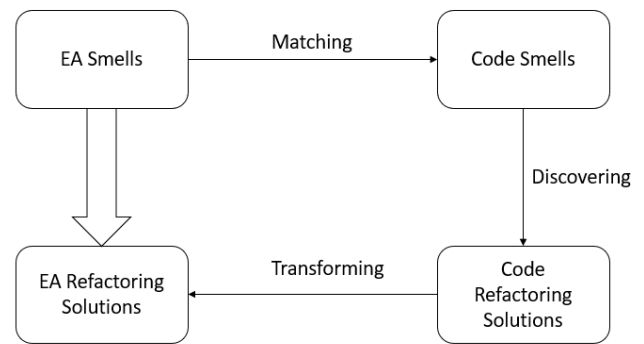 EA Smells
Matching
Code Smells
Discovering
EA Refactoring
Solutions
Transforming
Code
Refactoring
Solutions